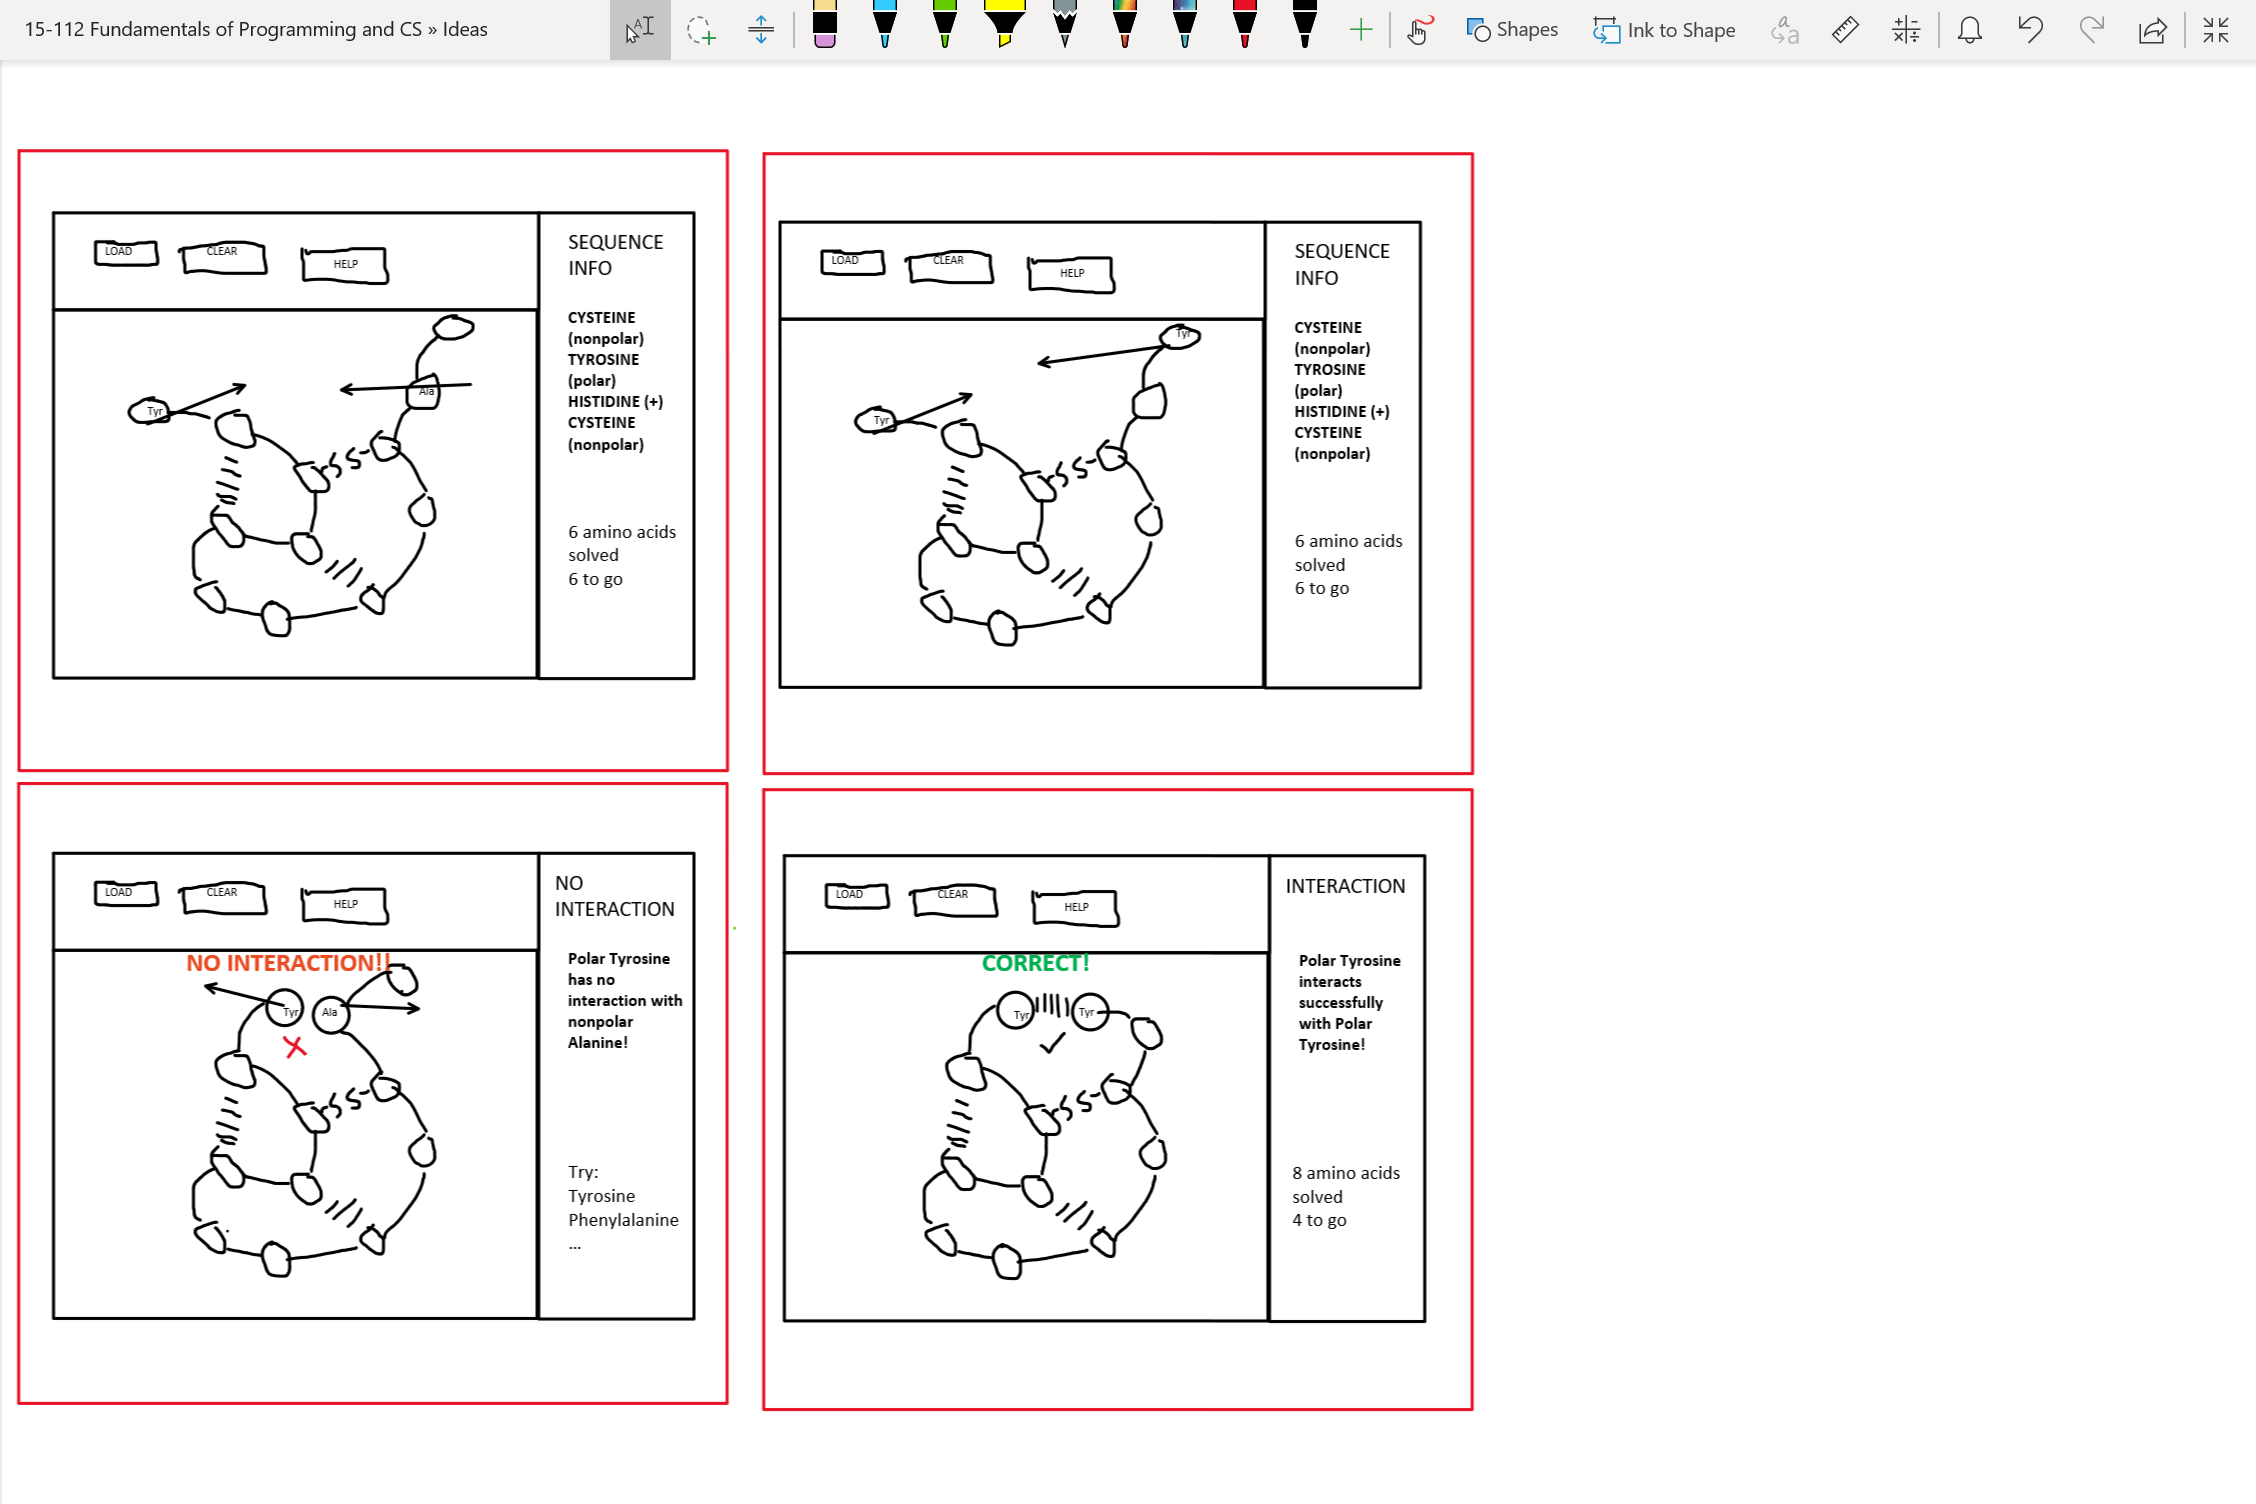 15-112 Fundamentals of Programming and CS » Ideas
Shapes
Ink to Shape
LOAD
CLEAR
HELP
SEQUENCE
INFO
CYSTEINE
(nonpolar)
TYROSINE
(polar)
HISTIDINE (+)
CYSTEINE
(nonpolar)
6 amino acids
solved
6 to go
Tyr
Ala
S S
LOAD
CLEAR
HELP
SEQUENCE
INFO
CYSTEINE
(nonpolar)
TYROSINE
(polar)
HISTIDINE (+)
CYSTEINE
(nonpolar)
6 amino acids
solved
6 to go
Tyr
Tyr
S S
LOAD
CLEAR
HELP
NO
INTERACTION
Polar Tyrosine
has no
interaction with
nonpolar
Alanine!
Try:
Tyrosine
Phenylalanine
...
NO INTERACTION!!
Tyr
Ala
S S
LOAD
CLEAR
HELP
INTERACTION
Polar Tyrosine
interacts
successfully
with Polar
Tyrosine!
8 amino acids
solved
4 to go
CORRECT!
Tyr
Tyr
S S